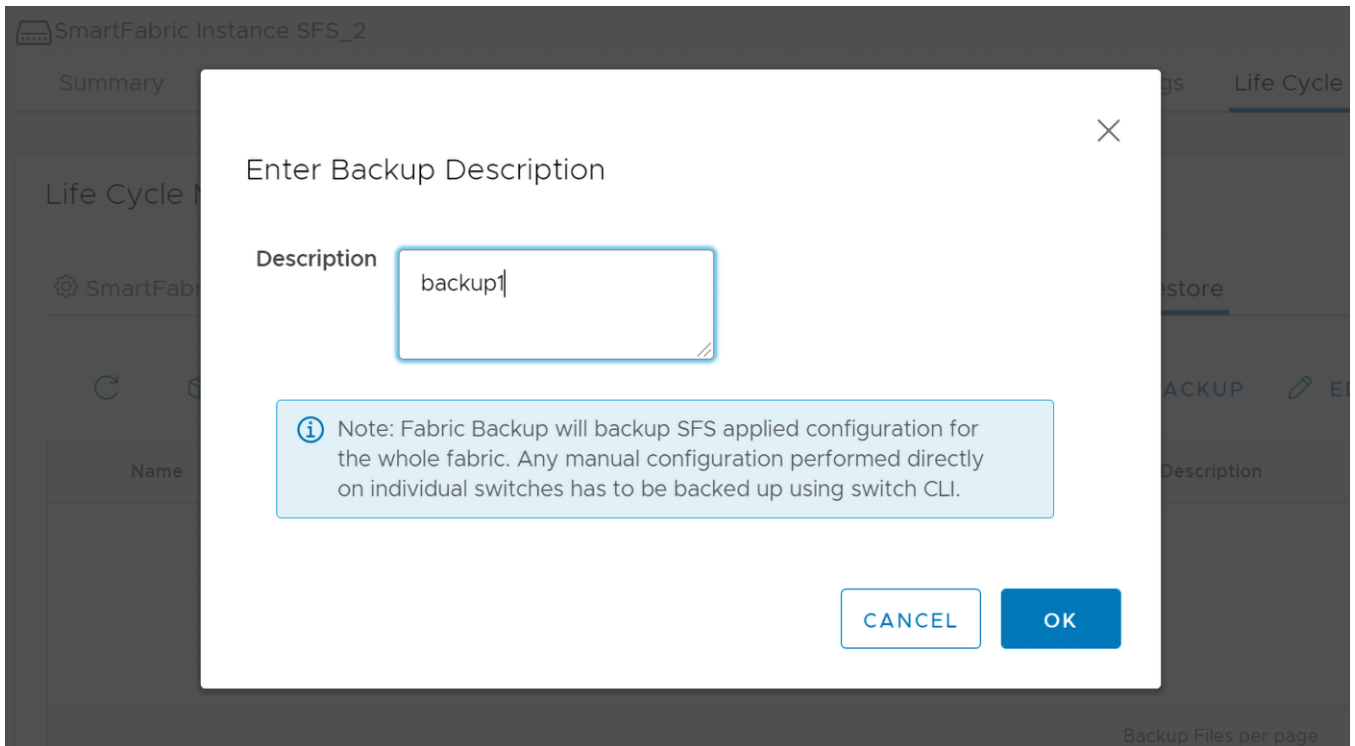 SmartFabric Instance SFS_2
Summary
gs
Life Cycle
Life Cycle
Enter Backup Description
Description
backup1
SmartFabr
estore
ACKUP
Name
Description
Note: Fabric Backup will backup SFS applied configuration for
the whole fabric. Any manual configuration performed directly
on individual switches has to be backed up using switch CLI.
CANCEL
OK
Backup Files per page